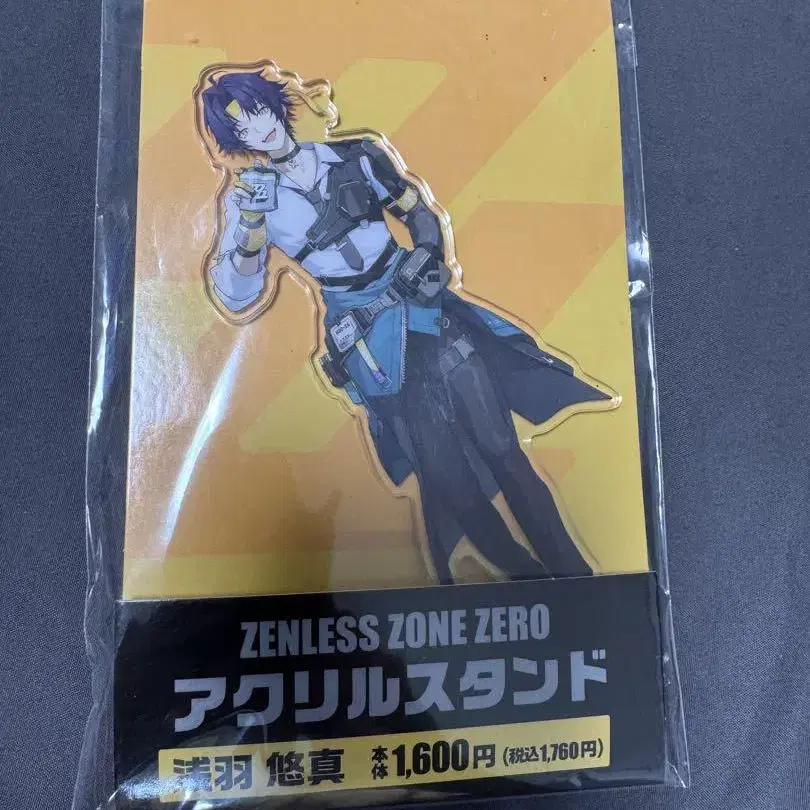 ZENLESS ZONE ZERO
アクリルスタンド
浅羽 悠真 本体 1,600円 (税込1,760円)